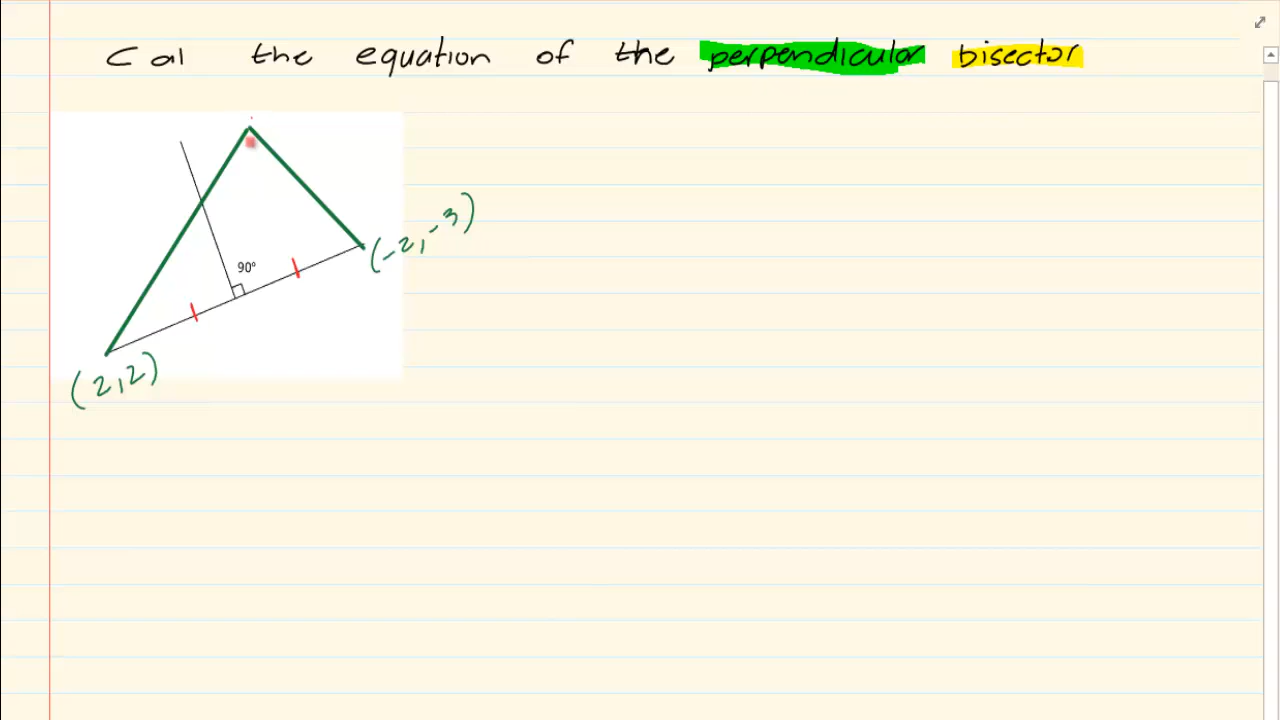 Cal the equation of the perpendicular bisector
90°
(-2,-3)
(2,2)